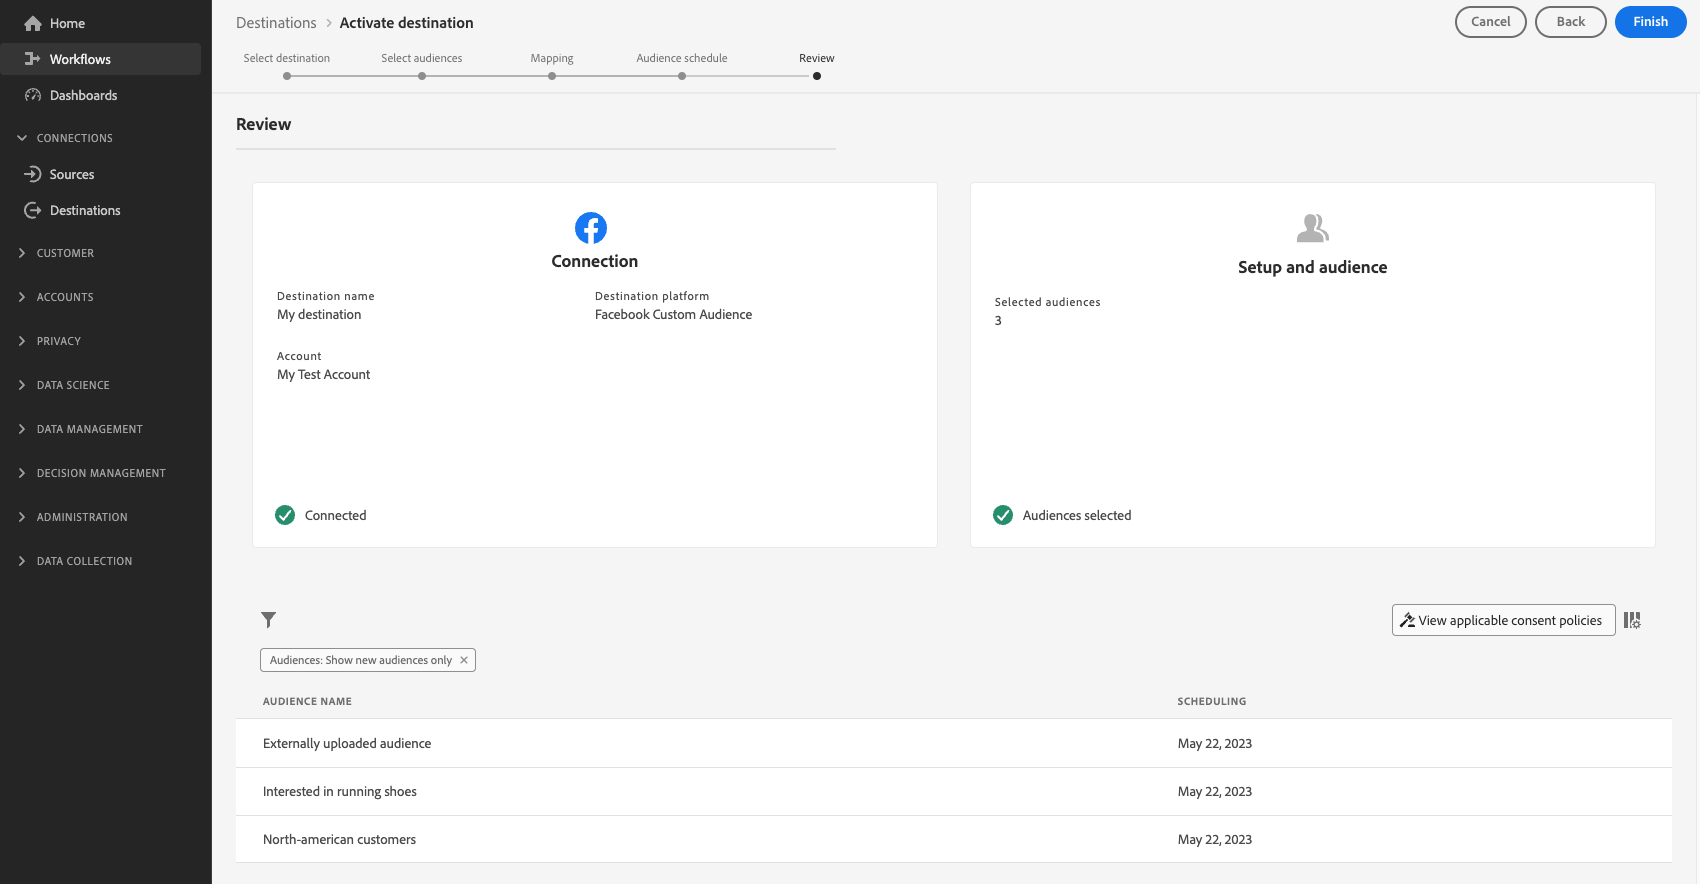 Home
Workflows
Dashboards
CONNECTIONS
Sources
Destinations
CUSTOMER
ACCOUNTS
PRIVACY
DATA SCIENCE
DATA MANAGEMENT
DECISION MANAGEMENT
ADMINISTRATION
DATA COLLECTION
Destinations > Activate destination
Cancel Back Finish
Select destination Select audiences Mapping Audience schedule Review
Review
Connection
Destination name Destination platform
My destination Facebook Custom Audience
Account
My Test Account
Connected
Setup and audience
Selected audiences
3
Audiences selected
View applicable consent policies
Audiences: Show new audiences only
AUDIENCE NAME SCHEDULING
Externally uploaded audience May 22, 2023
Interested in running shoes May 22, 2023
North-american customers May 22, 2023